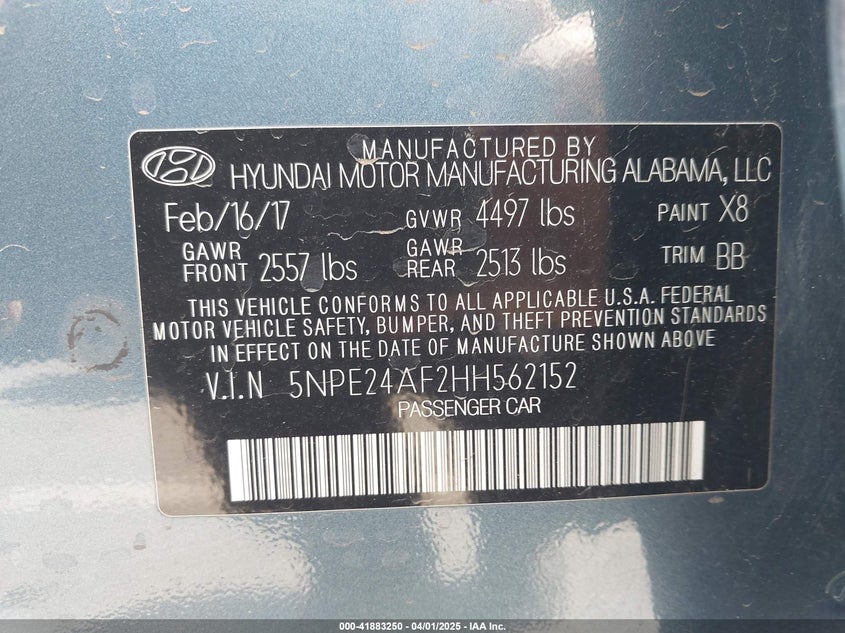 MANUFACTURED BY
HYUNDAI MOTOR MANUFACTURING ALABAMA, LLC
Feb/16/17 GVWR 4497 lbs PAINT X8
GAWR FRONT 2557 lbs GAWR REAR 2513 lbs TRIM BB
THIS VEHICLE CONFORMS TO ALL APPLICABLE U.S.A. FEDERAL
MOTOR VEHICLE SAFETY, BUMPER, AND THEFT PREVENTION STANDARDS
IN EFFECT ON THE DATE OF MANUFACTURE SHOWN ABOVE
V.I.N 5NPE24AF2HH562152
PASSENGER CAR
000-41883250 - 04/01/2025 - IAA Inc.